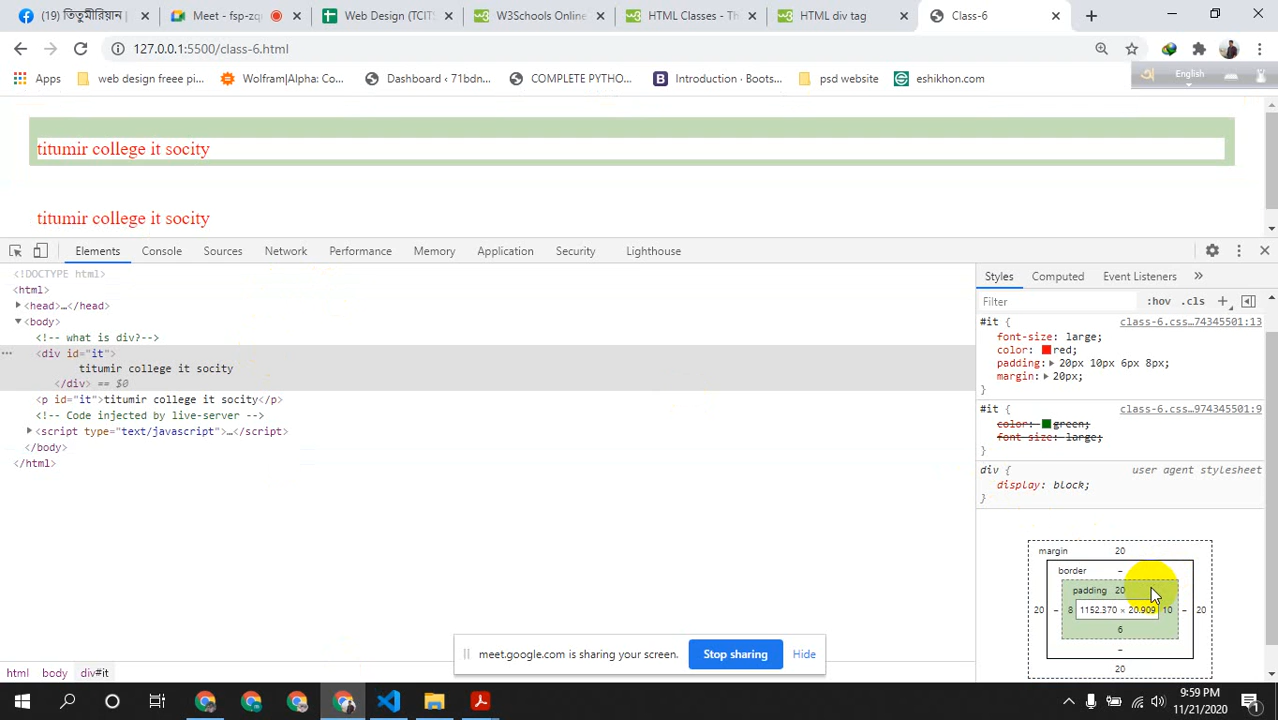 (19) তিতুমীরিয়ান
Meet - fsp-zq
Web Design (TCITS
W3Schools Online
HTML Classes - Th
HTML div tag
Class-6
127.0.0.1:5500/class-6.html
Apps
web design freee pi...
Wolfram|Alpha: Co...
Dashboard ‹ 71bdn...
COMPLETE PYTHO...
Introduction · Boots...
psd website
eshikhon.com
English
titumir college it socity
titumir college it socity
Elements Console Sources Network Performance Memory Application Security Lighthouse
<!DOCTYPE html>
<html>
<head>…</head>
<body>
<!-- what is div?-->
<div id="it">
titumir college it socity
</div> == $0
<p id="it">titumir college it socity</p>
<!-- Code injected by live-server -->
<script type="text/javascript">…</script>
</body>
</html>
Styles Computed Event Listeners »
Filter :hov .cls +
#it { class-6.css…74345501:13
font-size: large;
color: red;
padding: 20px 10px 6px 8px;
margin: 20px;
}
#it { class-6.css…974345501:9
color: green;
font-size: large;
}
div { user agent stylesheet
display: block;
}
margin 20
border –
padding 20
20 – 8 1152.370 × 20.909 10 – 20
6
–
20
meet.google.com is sharing your screen. Stop sharing Hide
html body div#it
9:59 PM
11/21/2020
1